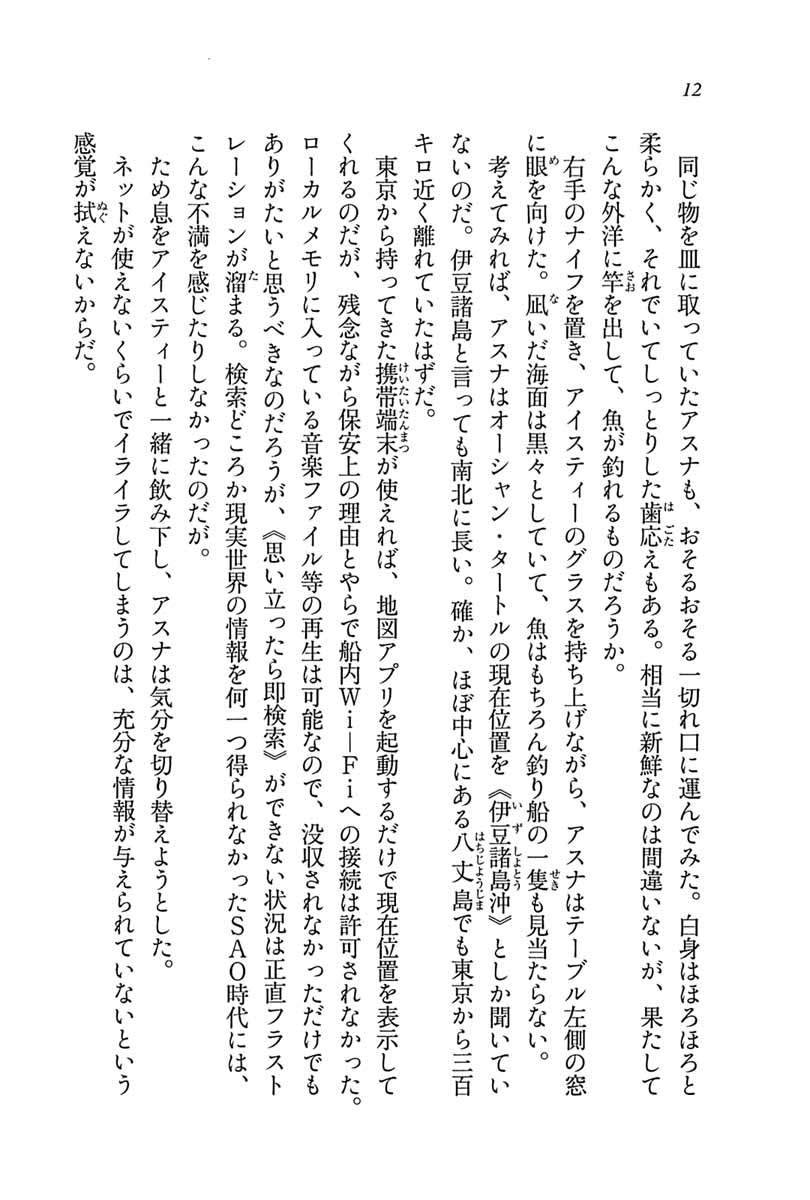 12
同じ物を皿に取っていたアスナも、おそるおそる一切れ口に運んでみた。白身はほろほろと
柔らかく、それでいてしっとりした歯応えもある。相当に新鮮なのは間違いないが、果たして
こんな外洋に竿を出して、魚が釣れるものだろうか。
右手のナイフを置き、アイスティーのグラスを持ち上げながら、アスナはテーブル左側の窓
に眼を向けた。凪いだ海面は黒々としていて、魚はもちろん釣り船の一隻も見当たらない。
考えてみれば、アスナはオーシャン・タートルの現在位置を《伊豆諸島沖》としか聞いてい
ないのだ。伊豆諸島と言っても南北に長い。確か、ほぼ中心にある八丈島でも東京から三百
キロ近く離れていたはずだ。
東京から持ってきた携帯端末が使えれば、地図アプリを起動するだけで現在位置を表示して
くれるのだが、残念ながら保安上の理由とやらで船内Wi―Fiへの接続は許可されなかった。
ローカルメモリに入っている音楽ファイル等の再生は可能なので、没収されなかっただけでも
ありがたいと思うべきなのだろうが、《思い立ったら即検索》ができない状況は正直フラスト
レーションが溜まる。検索どころか現実世界の情報を何一つ得られなかったSAO時代には、
こんな不満を感じたりしなかったのだが。
ため息をアイスティーと一緒に飲み下し、アスナは気分を切り替えようとした。
ネットが使えないくらいでイライラしてしまうのは、充分な情報が与えられていないという
感覚が拭えないからだ。